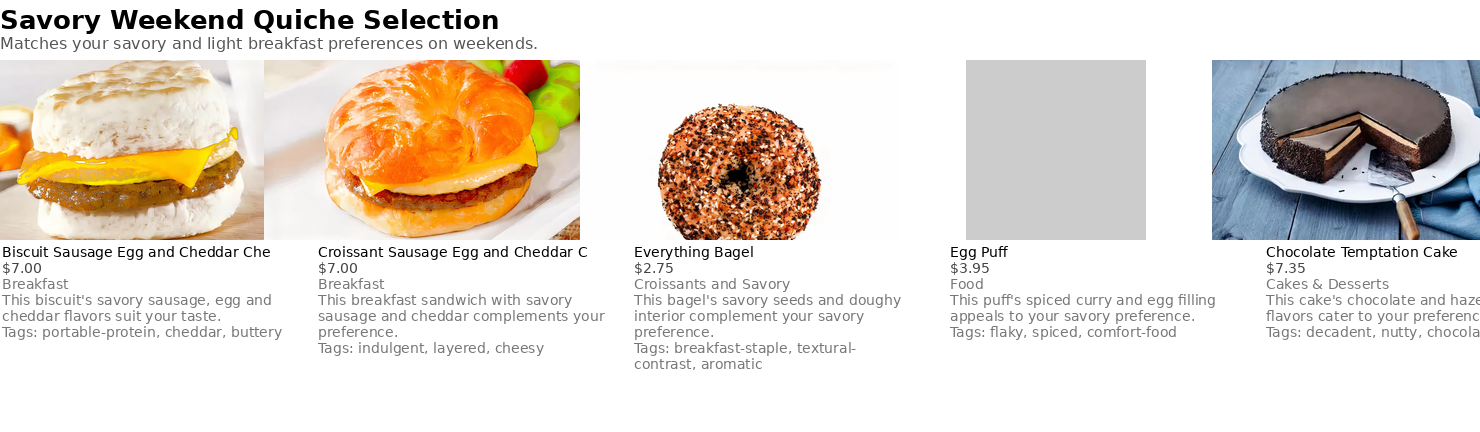 Savory Weekend Quiche Selection
Matches your savory and light breakfast preferences on weekends.
Biscuit Sausage Egg and Cheddar Che
$7.00
Breakfast
This biscuit's savory sausage, egg and
cheddar flavors suit your taste.
Tags: portable-protein, cheddar, buttery
Croissant Sausage Egg and Cheddar C
$7.00
Breakfast
This breakfast sandwich with savory
sausage and cheddar complements your
preference.
Tags: indulgent, layered, cheesy
Everything Bagel
$2.75
Croissants and Savory
This bagel's savory seeds and doughy
interior complement your savory
preference.
Tags: breakfast-staple, textural-
contrast, aromatic
Egg Puff
$3.95
Food
This puff's spiced curry and egg filling
appeals to your savory preference.
Tags: flaky, spiced, comfort-food
Chocolate Temptation Cake
$7.35
Cakes & Desserts
This cake's chocolate and haze
flavors cater to your preferenc
Tags: decadent, nutty, chocola